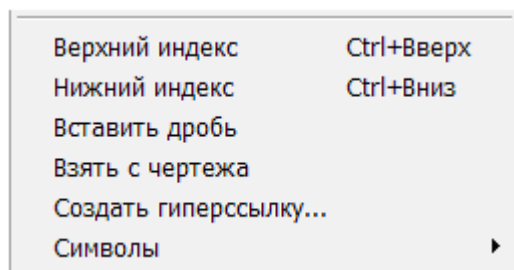 Верхний индекс Ctrl+Вверх
Нижний индекс Ctrl+Вниз
Вставить дробь
Взять с чертежа
Создать гиперссылку...
Символы